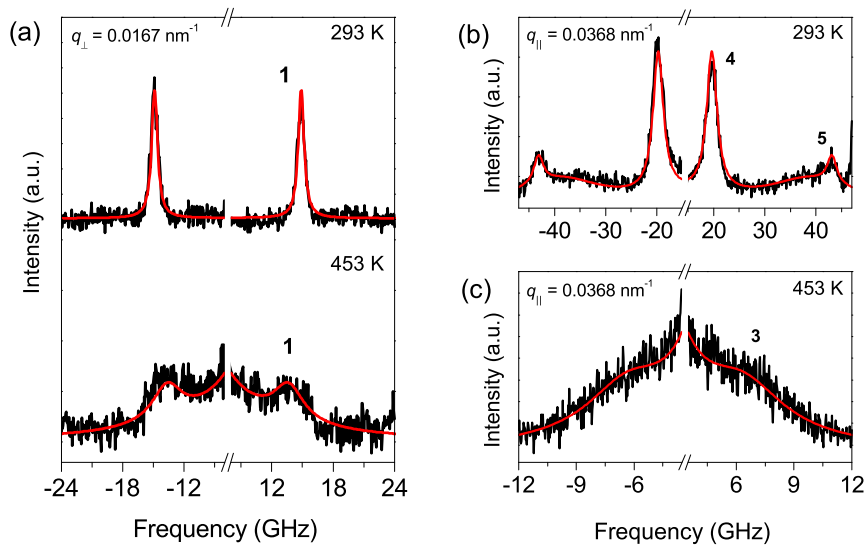 (a)
q⊥ = 0.0167 nm⁻¹
293 K
1
453 K
1
Intensity (a.u.)
-24 -18 -12 12 18 24
Frequency (GHz)
(b)
q|| = 0.0368 nm⁻¹
293 K
4
5
Intensity (a.u.)
-40 -30 -20 20 30 40
(c)
q|| = 0.0368 nm⁻¹
453 K
3
Intensity (a.u.)
-12 -9 -6 6 9 12
Frequency (GHz)